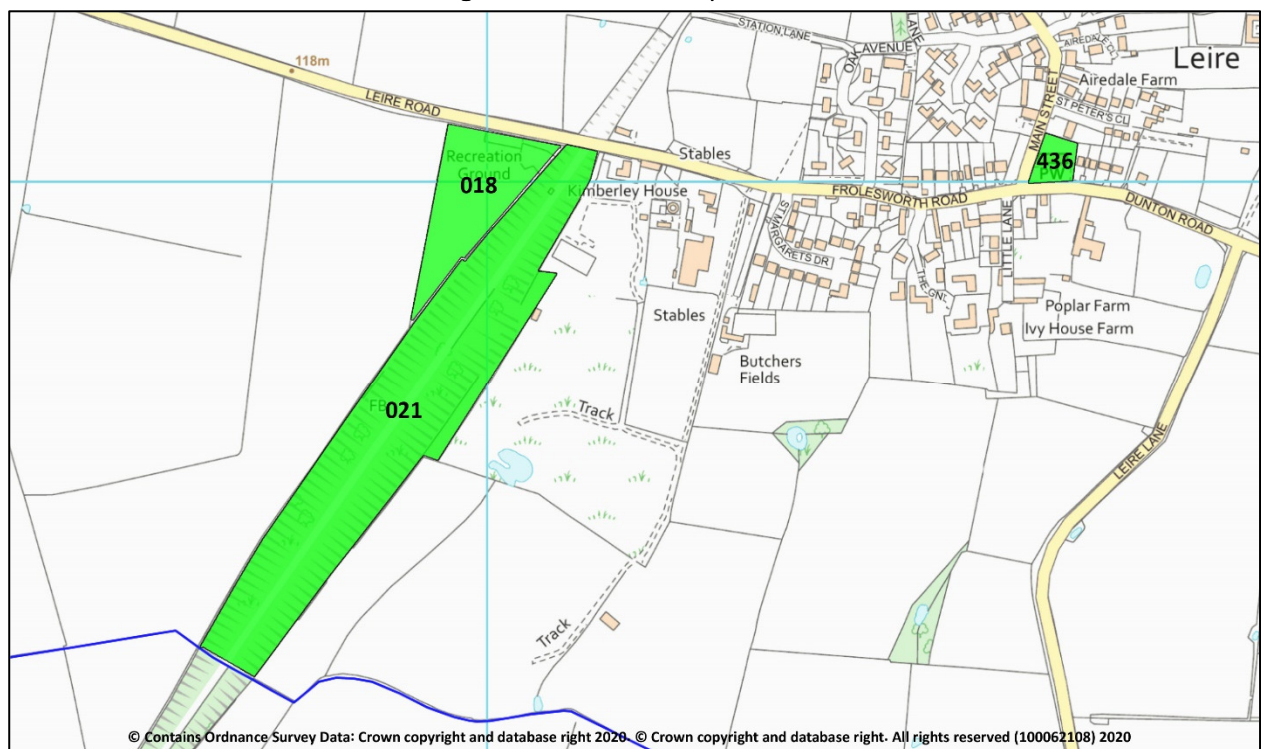 STATION LANE
OAK AVENUE
LANE
AIREDALE CL
Leire
118m
Airedale Farm
LEIRE ROAD
MAIN STREET
ST PETER'S CL
Recreation
Ground
018
Stables
436
PW
Kimberley House
FROLESWORTH ROAD
DUNTON ROAD
ST MARGARETS DR
LITTLE LANE
THE GN
Stables
Poplar Farm
Ivy House Farm
Butchers
Fields
FB
021
Track
LEIRE LANE
Track
© Contains Ordnance Survey Data: Crown copyright and database right 2020. © Crown copyright and database right. All rights reserved (100062108) 2020